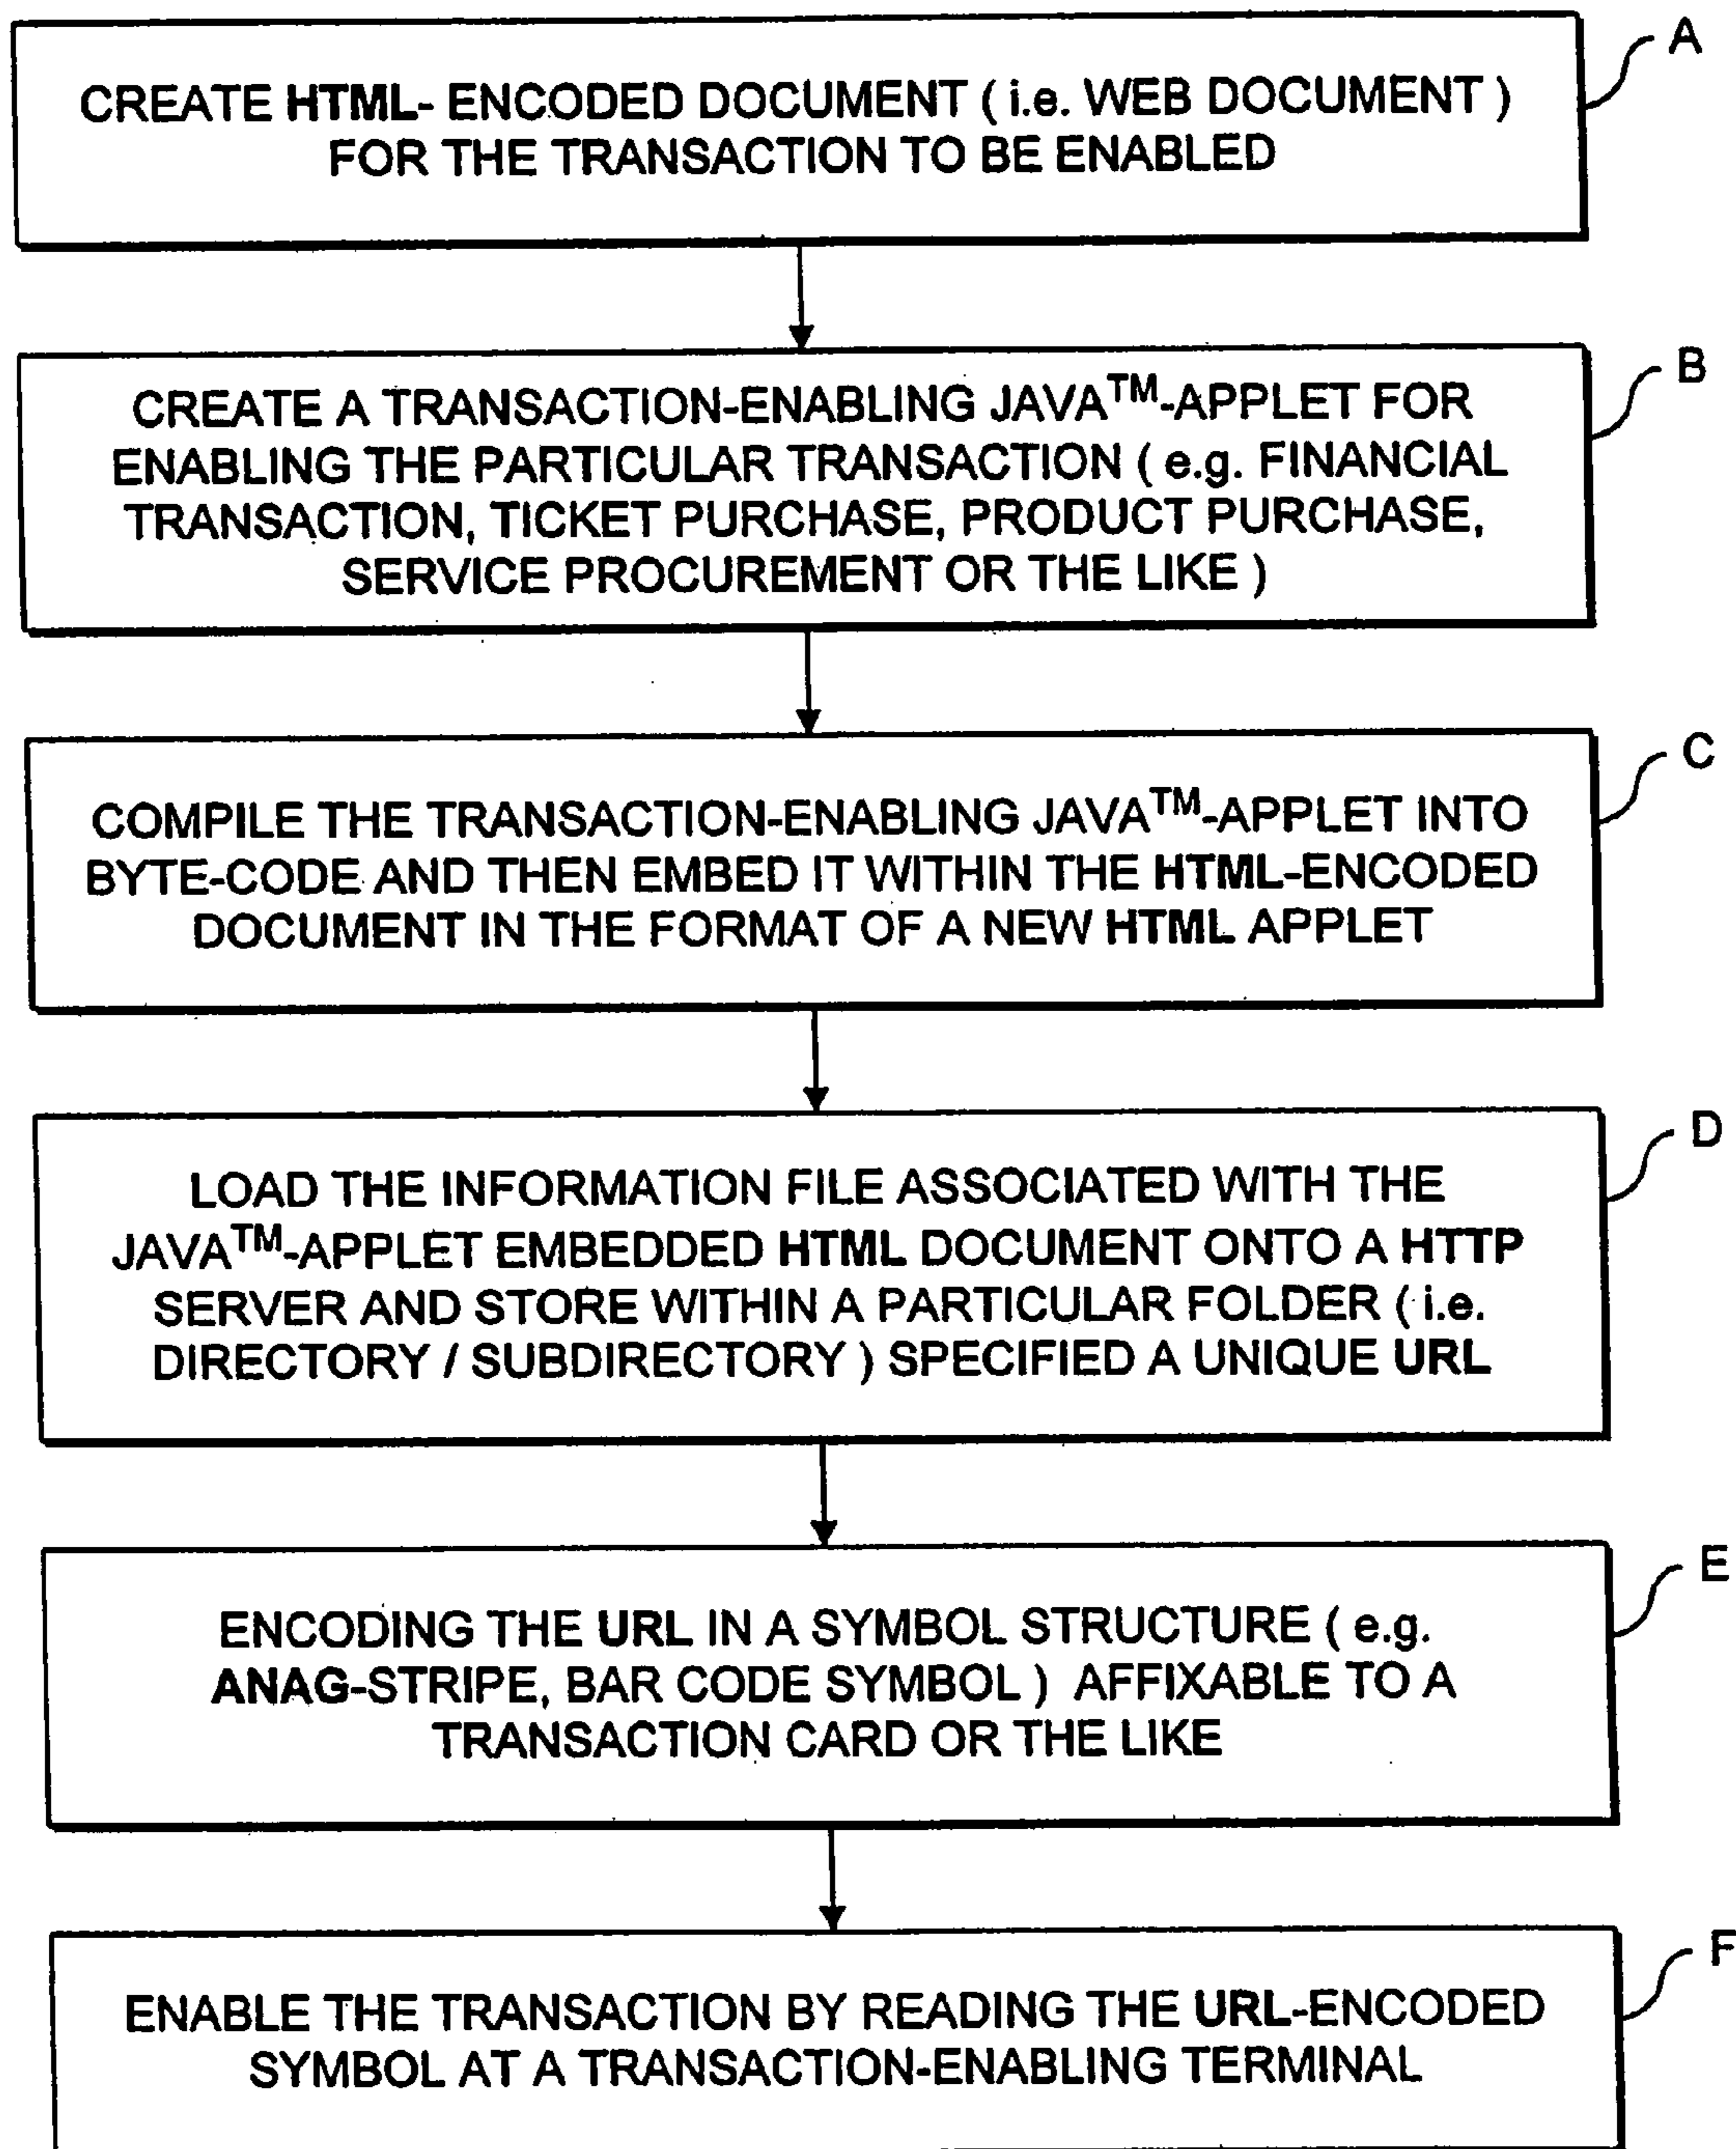 A
CREATE HTML- ENCODED DOCUMENT ( i.e. WEB DOCUMENT )
FOR THE TRANSACTION TO BE ENABLED
B
CREATE A TRANSACTION-ENABLING JAVA™-APPLET FOR
ENABLING THE PARTICULAR TRANSACTION ( e.g. FINANCIAL
TRANSACTION, TICKET PURCHASE, PRODUCT PURCHASE,
SERVICE PROCUREMENT OR THE LIKE )
C
COMPILE THE TRANSACTION-ENABLING JAVA™-APPLET INTO
BYTE-CODE AND THEN EMBED IT WITHIN THE HTML-ENCODED
DOCUMENT IN THE FORMAT OF A NEW HTML APPLET
D
LOAD THE INFORMATION FILE ASSOCIATED WITH THE
JAVA™-APPLET EMBEDDED HTML DOCUMENT ONTO A HTTP
SERVER AND STORE WITHIN A PARTICULAR FOLDER ( i.e.
DIRECTORY / SUBDIRECTORY ) SPECIFIED A UNIQUE URL
E
ENCODING THE URL IN A SYMBOL STRUCTURE ( e.g.
ANAG-STRIPE, BAR CODE SYMBOL ) AFFIXABLE TO A
TRANSACTION CARD OR THE LIKE
F
ENABLE THE TRANSACTION BY READING THE URL-ENCODED
SYMBOL AT A TRANSACTION-ENABLING TERMINAL